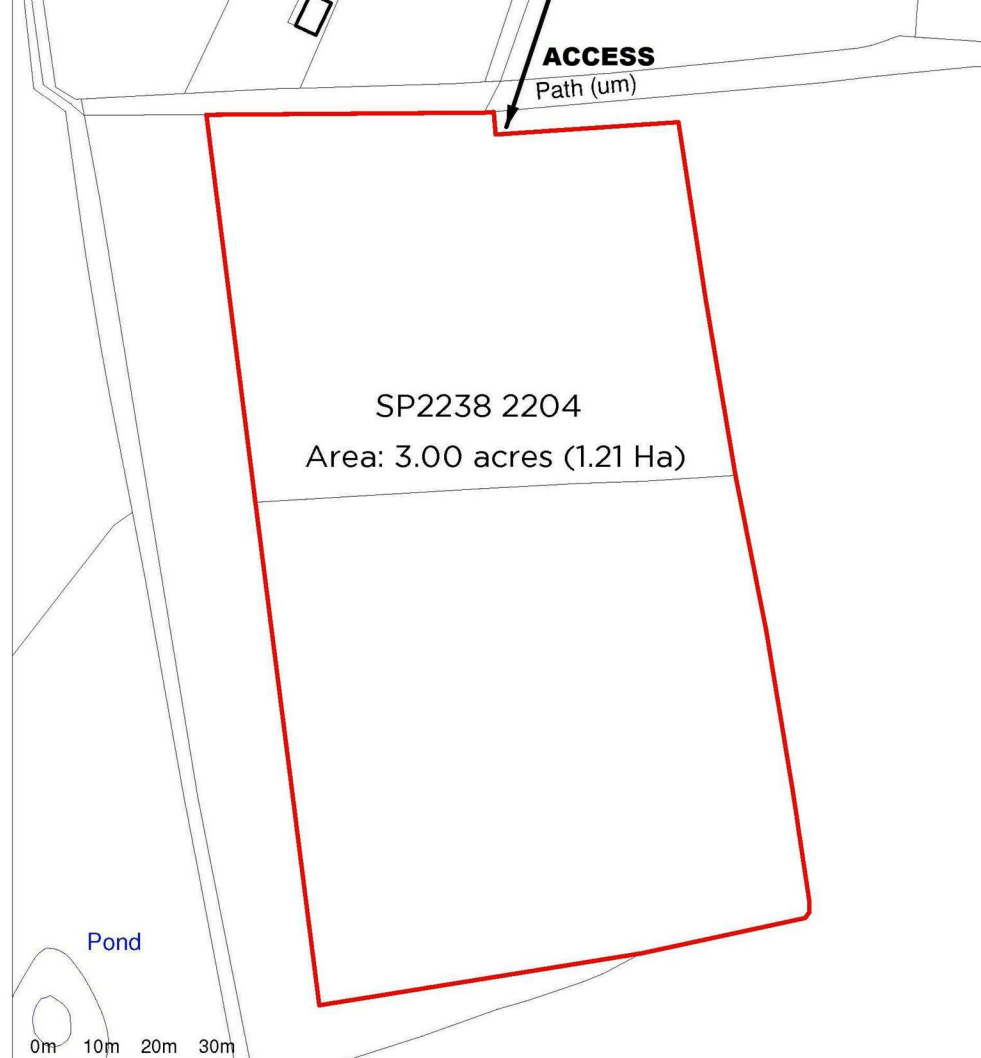 ACCESS
Path (um)
SP2238 2204
Area: 3.00 acres (1.21 Ha)
Pond
0m 10m 20m 30m